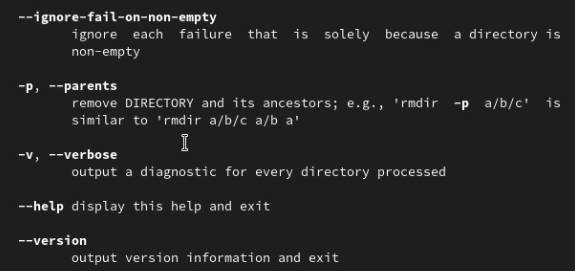 --ignore-fail-on-non-empty
ignore each failure that is solely because a directory is
non-empty
-p, --parents
remove DIRECTORY and its ancestors; e.g., 'rmdir -p a/b/c' is
similar to 'rmdir a/b/c a/b a'
-v, --verbose
output a diagnostic for every directory processed
--help display this help and exit
--version
output version information and exit